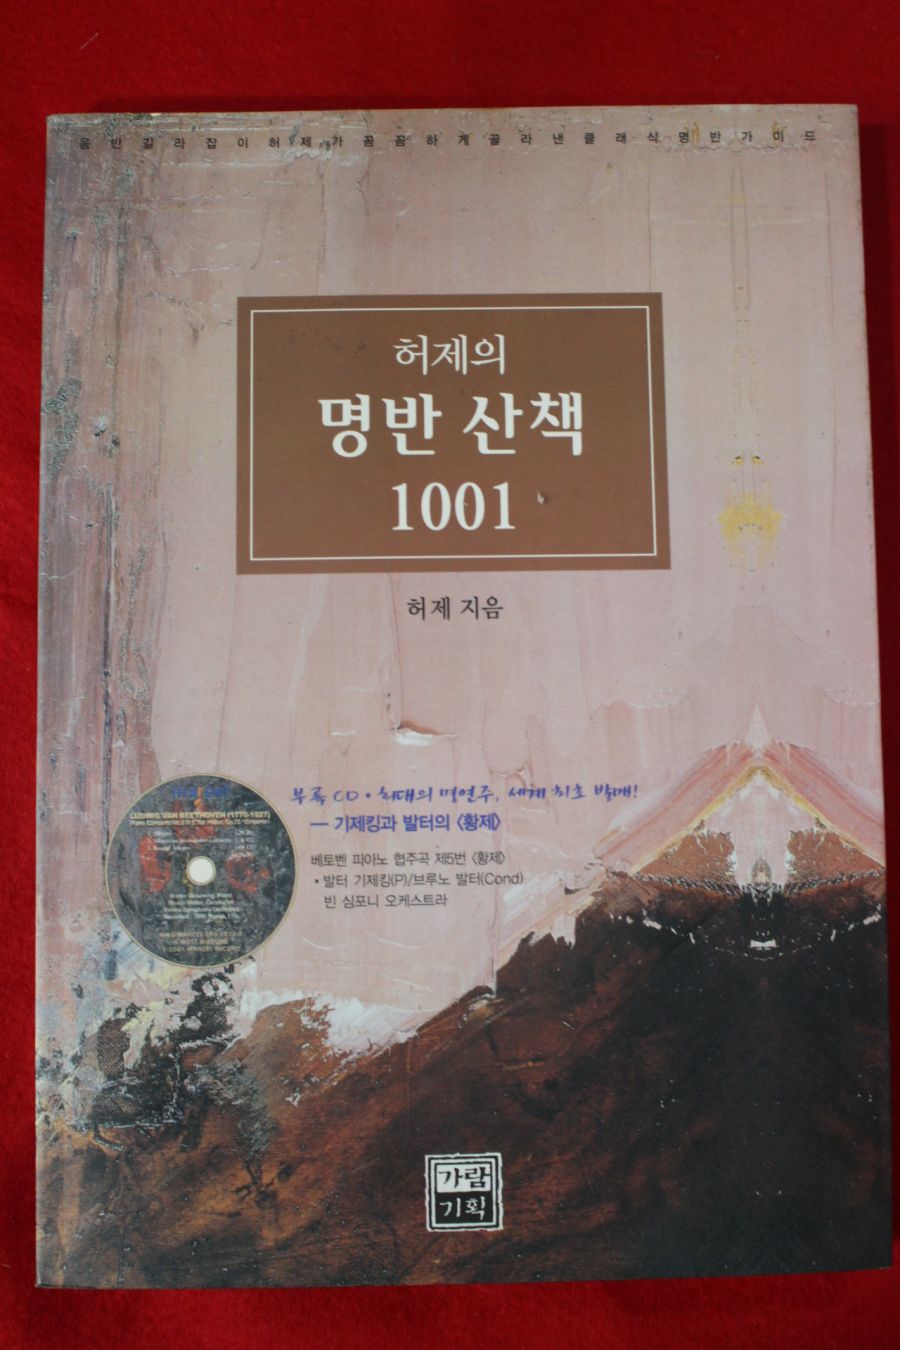 음반길라잡이허제가꼼꼼하게골라낸클래식명반가이드
허제의
명반 산책
1001
허제 지음
부록 CD • 최대의 명연주, 세계 최초 발매!
— 기제킹과 발터의 〈황제〉
베토벤 피아노 협주곡 제5번 〈황제〉
• 발터 기제킹(P)/브루노 발터(Cond)
빈 심포니 오케스트라
LUDWIG VAN BEETHOVEN (1770-1827)
가람
기획